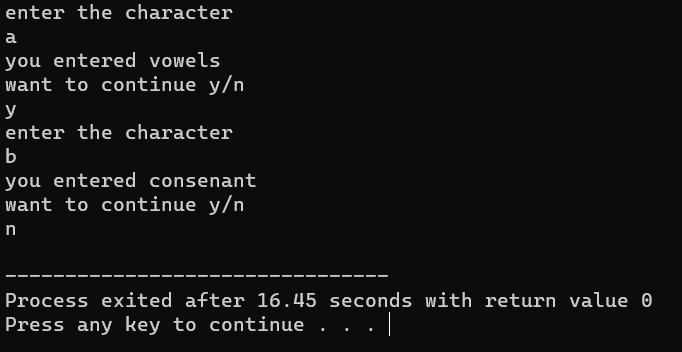 enter the character
a
you entered vowels
want to continue y/n
y
enter the character
b
you entered consenant
want to continue y/n
n
--------------------------------
Process exited after 16.45 seconds with return value 0
Press any key to continue . . .